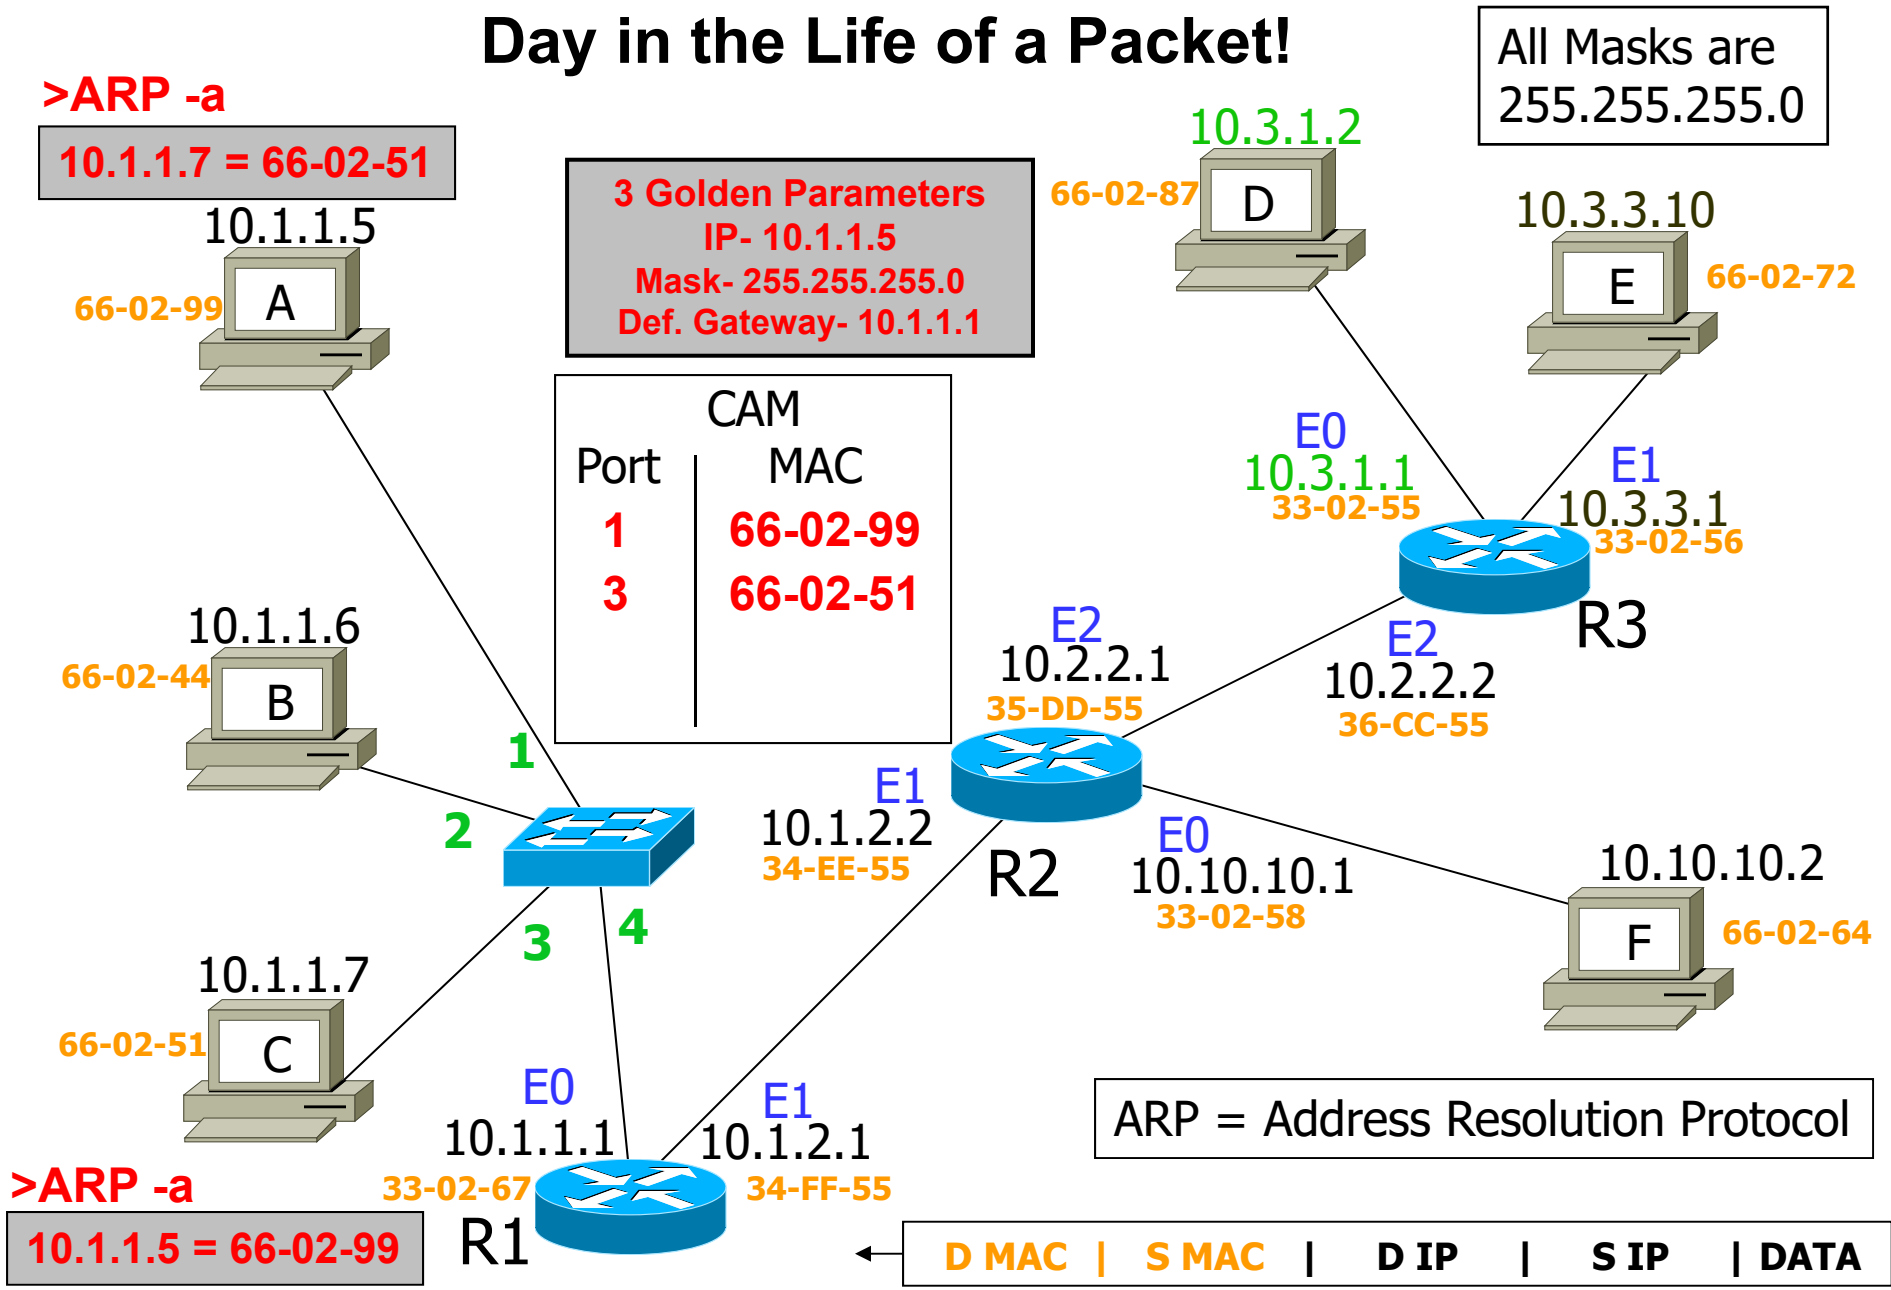 Day in the Life of a Packet!
All Masks are
255.255.255.0
>ARP -a
10.1.1.7 = 66-02-51
10.1.1.5
66-02-99
A
3 Golden Parameters
IP- 10.1.1.5
Mask- 255.255.255.0
Def. Gateway- 10.1.1.1
10.3.1.2
66-02-87
D
10.3.3.10
E
66-02-72
CAM
Port | MAC
1 66-02-99
3 66-02-51
E0
10.3.1.1
33-02-55
E1
10.3.3.1
33-02-56
R3
10.1.1.6
66-02-44
B
E2
10.2.2.1
35-DD-55
E2
10.2.2.2
36-CC-55
1
2
3
4
E1
10.1.2.2
34-EE-55
R2
E0
10.10.10.1
33-02-58
10.10.10.2
F
66-02-64
10.1.1.7
66-02-51
C
E0
10.1.1.1
33-02-67
E1
10.1.2.1
34-FF-55
R1
ARP = Address Resolution Protocol
>ARP -a
10.1.1.5 = 66-02-99
D MAC | S MAC | D IP | S IP | DATA